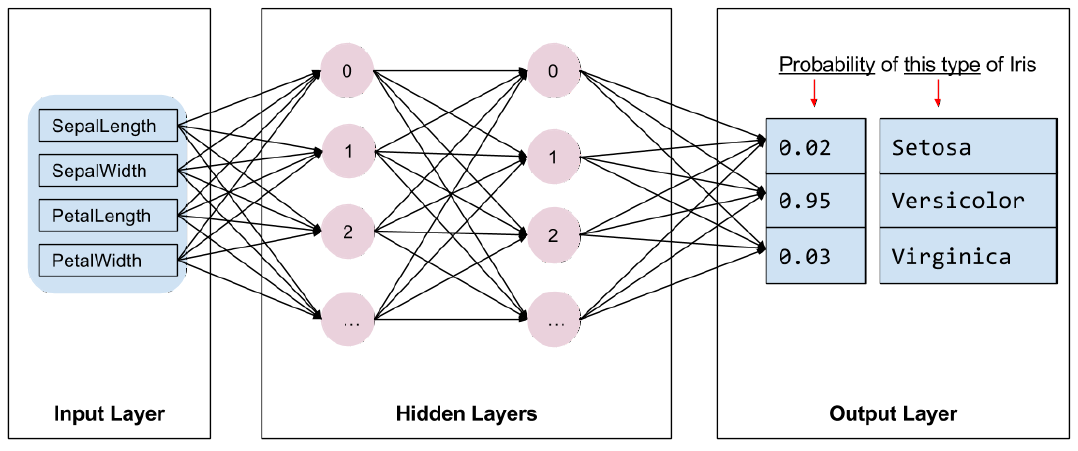 SepalLength
SepalWidth
PetalLength
PetalWidth
Input Layer
0
1
2
...
0
1
2
...
Hidden Layers
Probability of this type of Iris
0.02 Setosa
0.95 Versicolor
0.03 Virginica
Output Layer